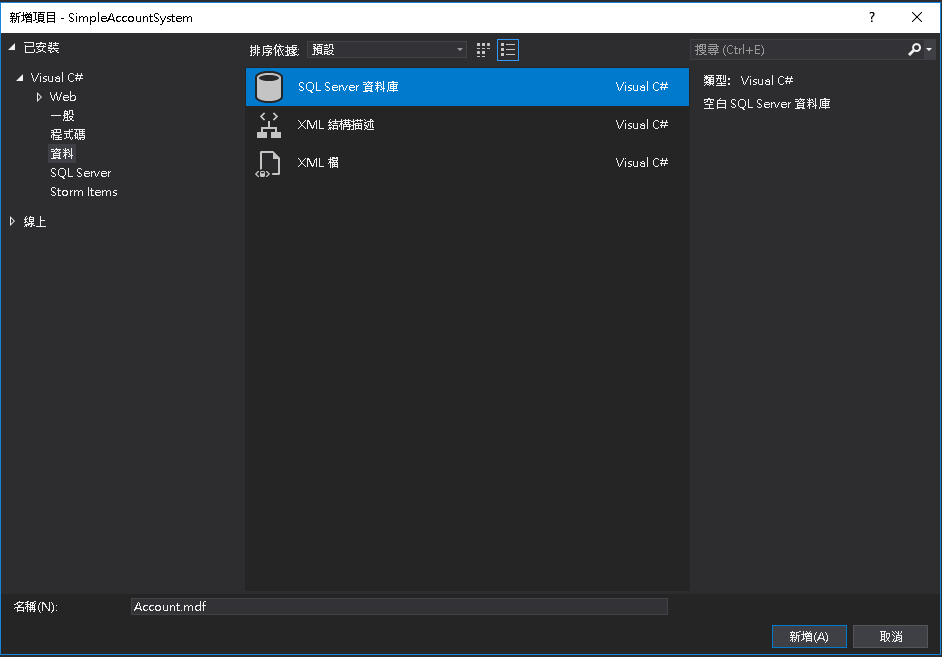 新增項目 - SimpleAccountSystem
?
已安裝
排序依據:
預設
搜尋 (Ctrl+E)
Visual C#
Web
一般
程式碼
資料
SQL Server
Storm Items
線上
SQL Server 資料庫
Visual C#
XML 結構描述
Visual C#
XML 檔
Visual C#
類型: Visual C#
空白 SQL Server 資料庫
名稱(N):
Account.mdf
新增(A)
取消